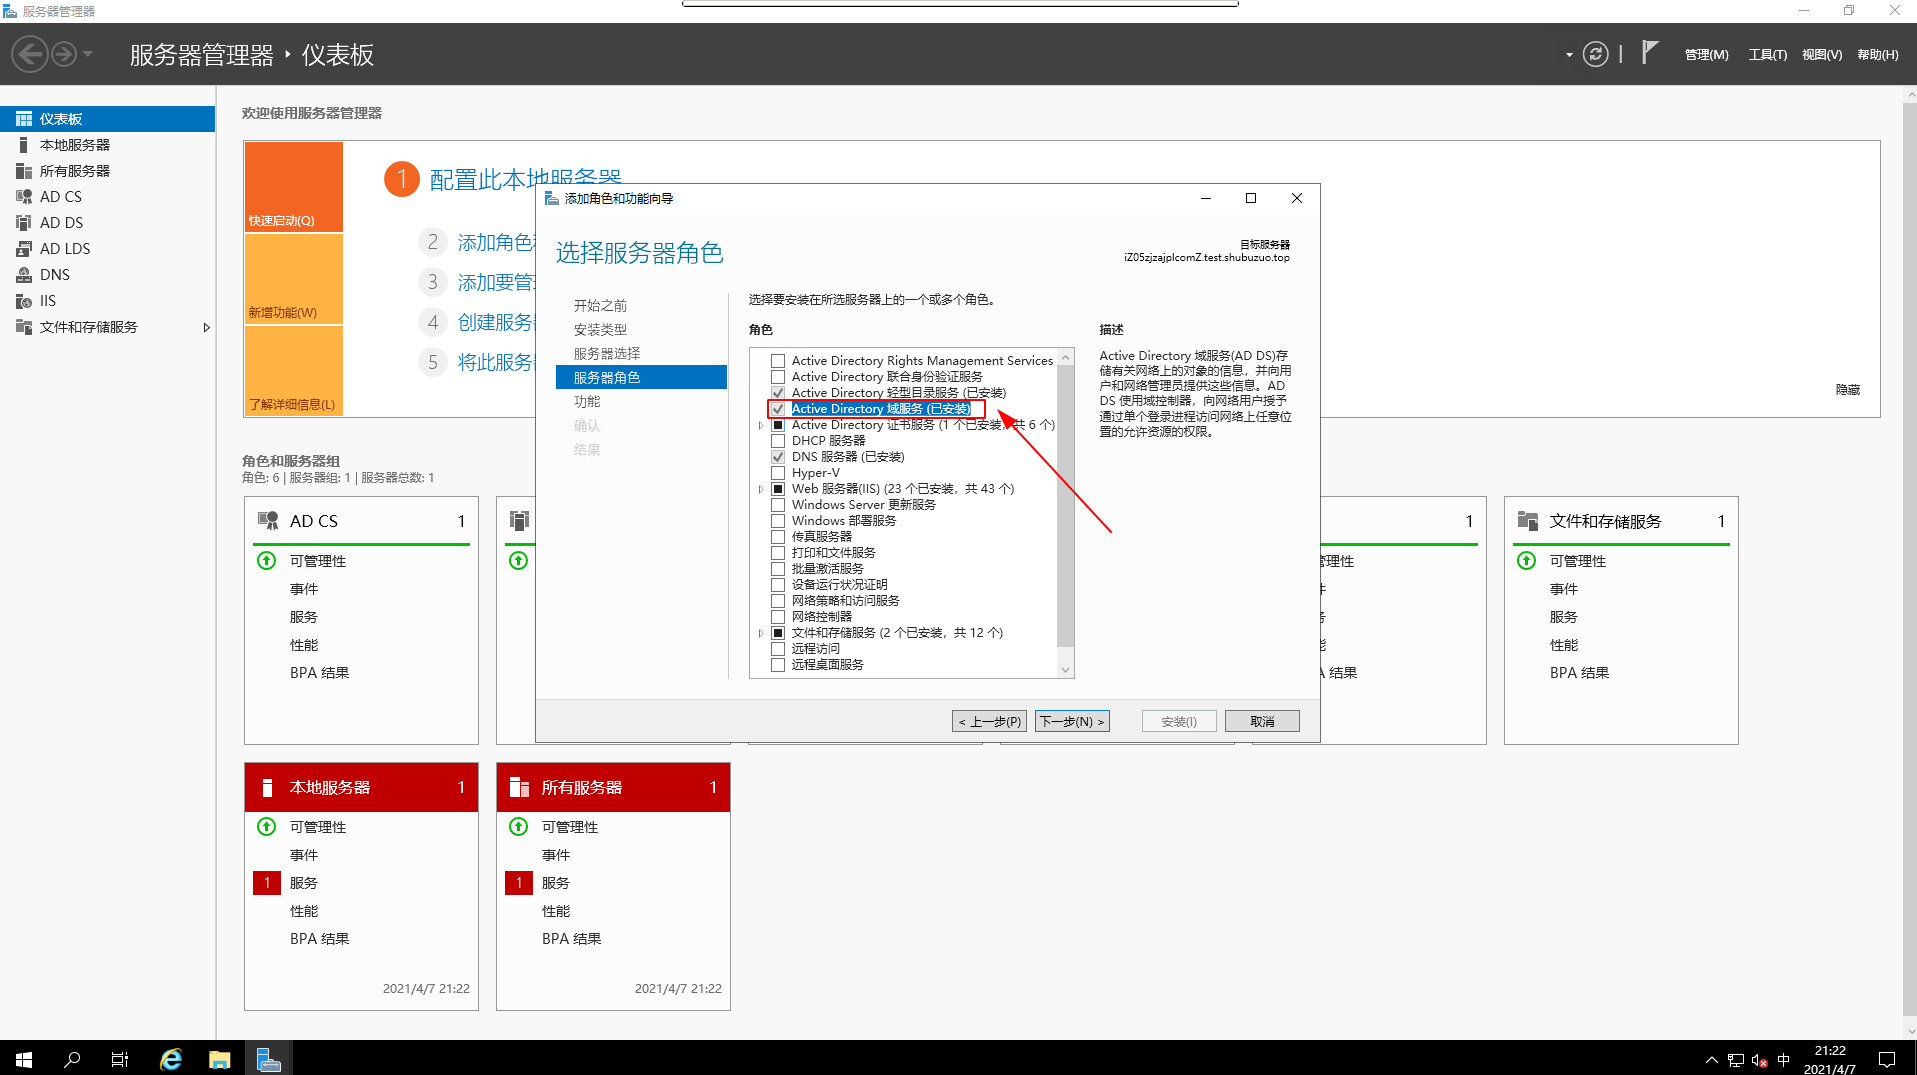 服务器管理器
服务器管理器 · 仪表板
管理(M) 工具(T) 视图(V) 帮助(H)
仪表板
本地服务器
所有服务器
AD CS
AD DS
AD LDS
DNS
IIS
文件和存储服务
欢迎使用服务器管理器
快速启动(Q)
新增功能(W)
了解详细信息(L)
1 配置此本地服务器
2 添加角色和
3 添加要管理
4 创建服务器
5 将此服务器
隐藏
添加角色和功能向导
选择服务器角色
目标服务器
iZ05zjzajplcomZ.test.shubuzuo.top
开始之前
安装类型
服务器选择
服务器角色
功能
确认
结果
选择要安装在所选服务器上的一个或多个角色。
角色
Active Directory Rights Management Services
Active Directory 联合身份验证服务
Active Directory 轻型目录服务 (已安装)
Active Directory 域服务 (已安装)
Active Directory 证书服务 (1 个已安装，共 6 个)
DHCP 服务器
DNS 服务器 (已安装)
Hyper-V
Web 服务器(IIS) (23 个已安装，共 43 个)
Windows Server 更新服务
Windows 部署服务
传真服务器
打印和文件服务
批量激活服务
设备运行状况证明
网络策略和访问服务
网络控制器
文件和存储服务 (2 个已安装，共 12 个)
远程访问
远程桌面服务
描述
Active Directory 域服务(AD DS)存
储有关网络上的对象的信息，并向用
户和网络管理员提供这些信息。AD
DS 使用域控制器，向网络用户授予
通过单个登录进程访问网络上任意位
置的允许资源的权限。
< 上一步(P) 下一步(N) > 安装(I) 取消
角色和服务器组
角色: 6 | 服务器组: 1 | 服务器总数: 1
AD CS 1
可管理性
事件
服务
性能
BPA 结果
1
管理性
件
务
能
A 结果
文件和存储服务 1
可管理性
事件
服务
性能
BPA 结果
本地服务器 1
可管理性
事件
1 服务
性能
BPA 结果
2021/4/7 21:22
所有服务器 1
可管理性
事件
1 服务
性能
BPA 结果
2021/4/7 21:22
中
21:22
2021/4/7